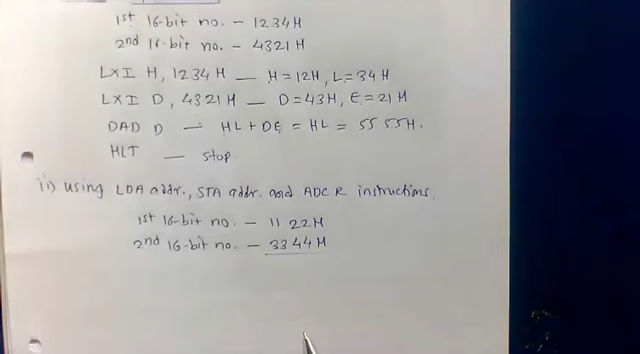 1st 16-bit no. - 1234H
2nd 16-bit no. - 4321H
LXI H, 1234H — H=12H, L=34H
LXI D, 4321H — D=43H, E=21H
DAD D — HL+DE = HL = 5555H.
HLT — stop
ii) using LDA addr., STA addr. and ADC R instructions.
1st 16-bit no. - 1122H
2nd 16-bit no. - 3344H